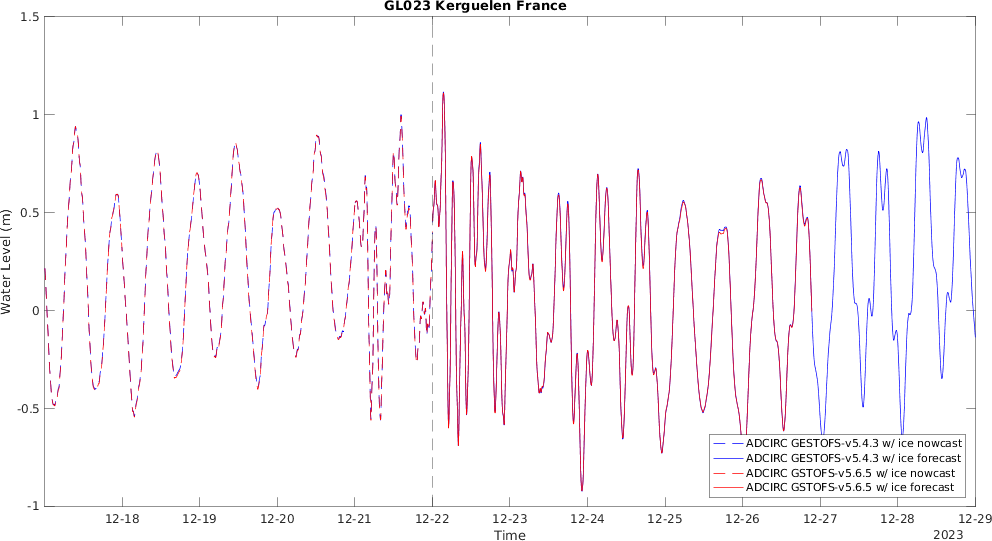 GL023 Kerguelen France
1.5
1
0.5
0
-0.5
-1
Water Level (m)
12-18 12-19 12-20 12-21 12-22 12-23 12-24 12-25 12-26 12-27 12-28 12-29
Time
2023
ADCIRC GESTOFS-v5.4.3 w/ ice nowcast
ADCIRC GESTOFS-v5.4.3 w/ ice forecast
ADCIRC GSTOFS-v5.6.5 w/ ice nowcast
ADCIRC GSTOFS-v5.6.5 w/ ice forecast